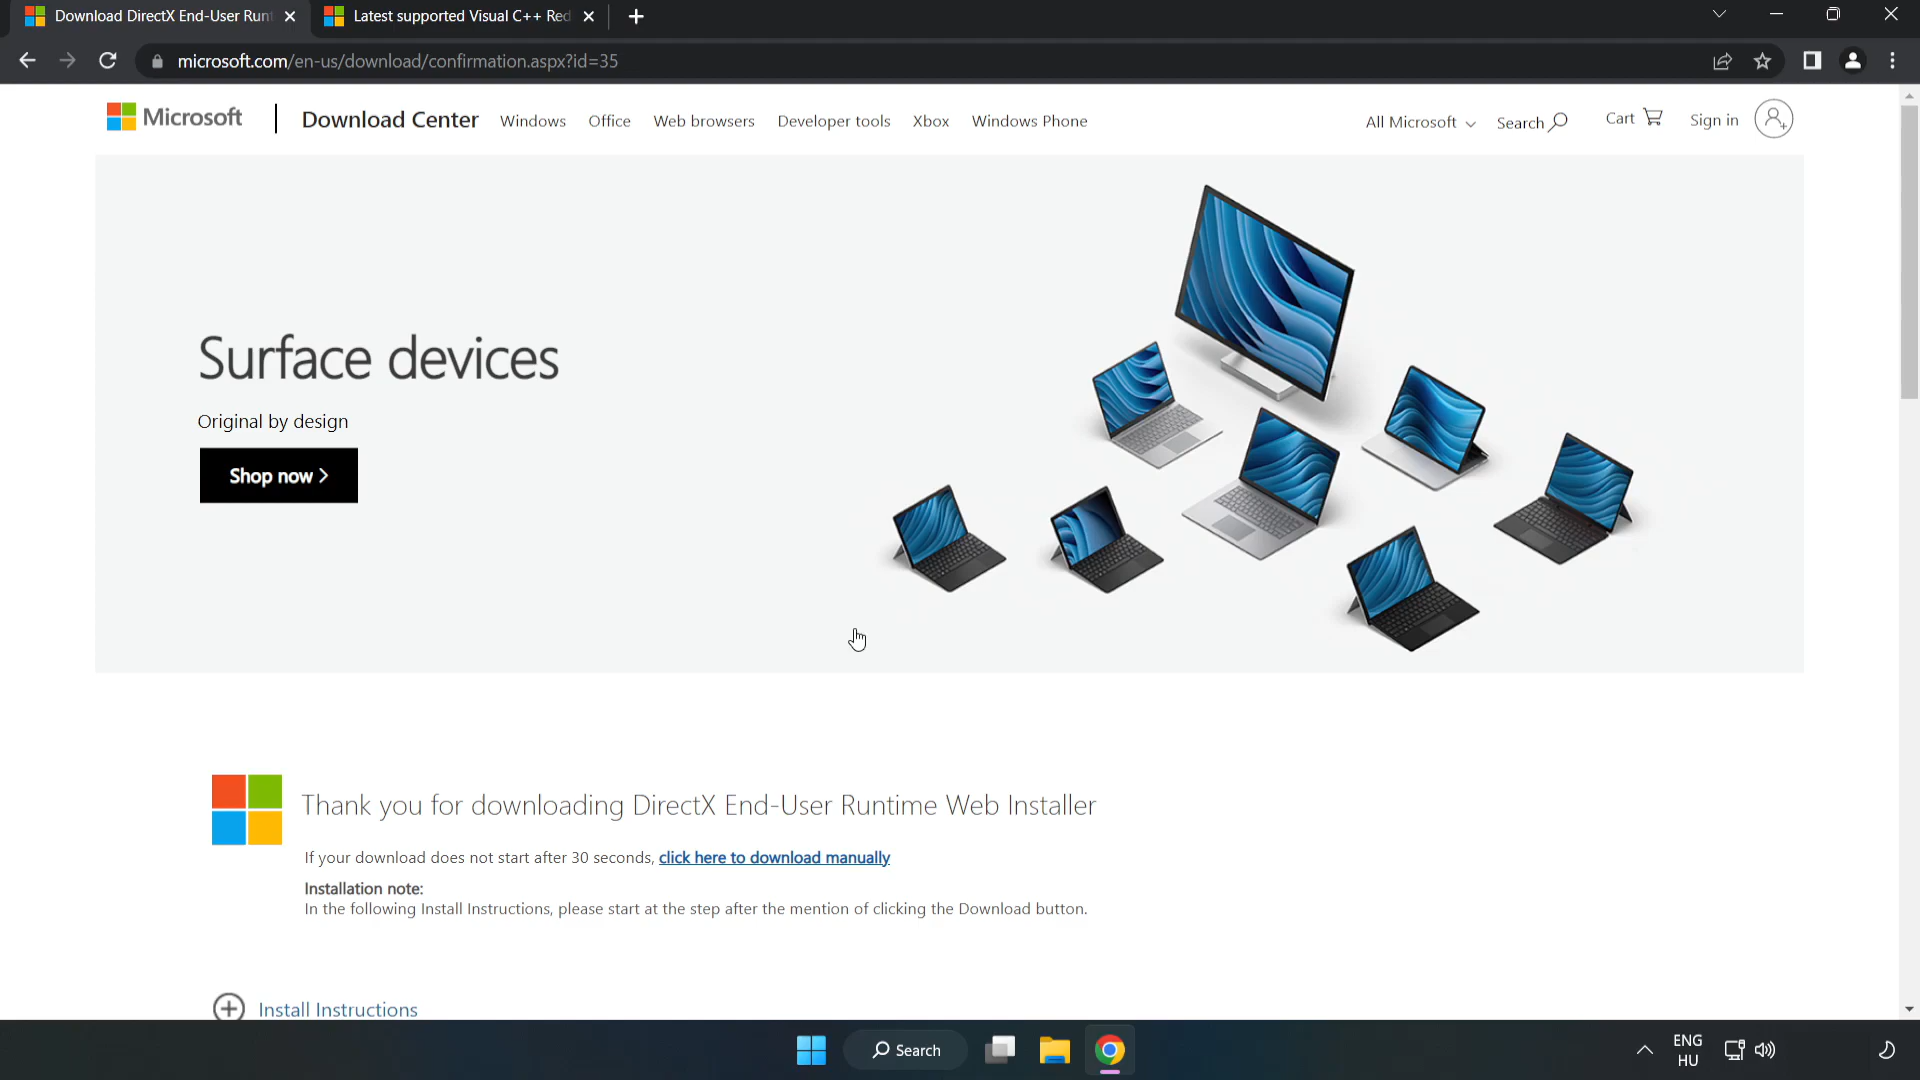 Download DirectX End-User Runt
Latest supported Visual C++ Red
microsoft.com/en-us/download/confirmation.aspx?id=35
Microsoft
Download Center
Windows
Office
Web browsers
Developer tools
Xbox
Windows Phone
All Microsoft
Search
Cart
Sign in
Surface devices
Original by design
Shop now
Thank you for downloading DirectX End-User Runtime Web Installer
If your download does not start after 30 seconds, click here to download manually
Installation note:
In the following Install Instructions, please start at the step after the mention of clicking the Download button.
Install Instructions
Search
ENG
HU